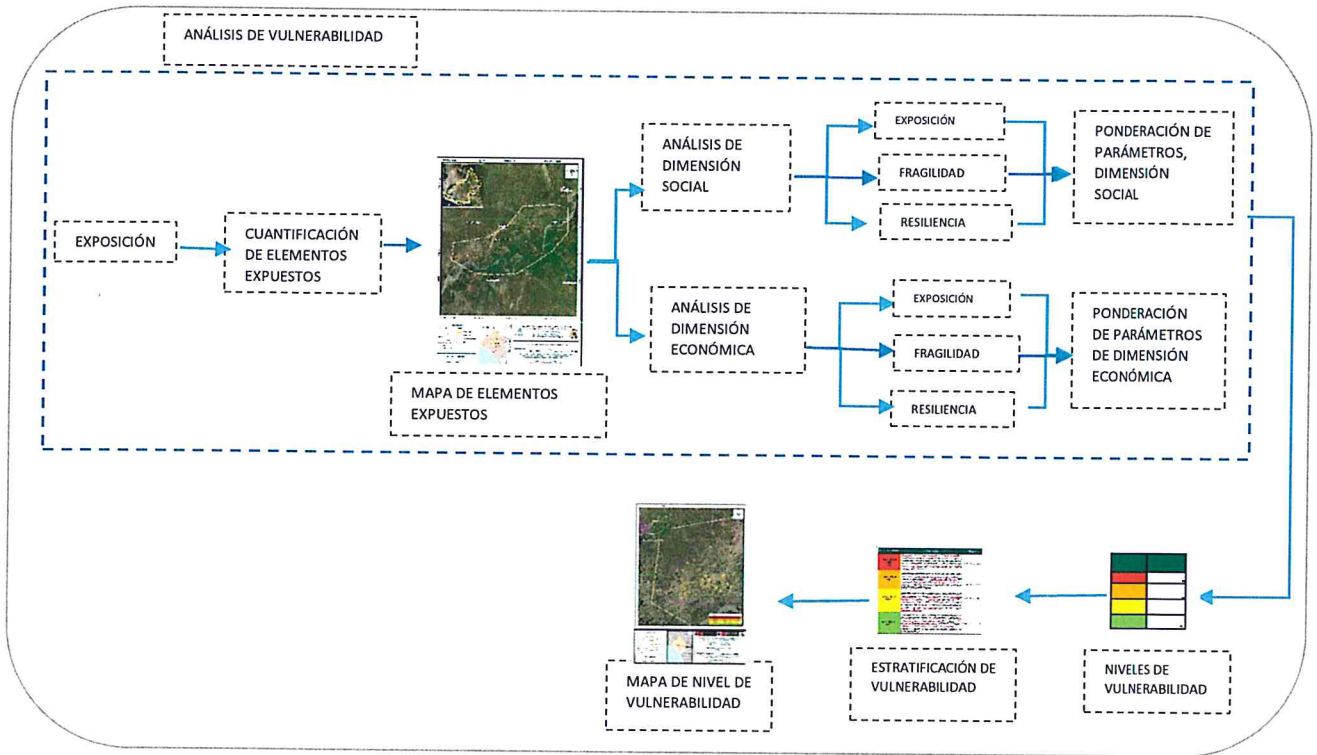 ANÁLISIS DE VULNERABILIDAD
EXPOSICIÓN
CUANTIFICACIÓN
DE ELEMENTOS
EXPUESTOS
MAPA DE ELEMENTOS
EXPUESTOS
ANÁLISIS DE
DIMENSIÓN
SOCIAL
EXPOSICIÓN
FRAGILIDAD
RESILIENCIA
PONDERACIÓN DE
PARÁMETROS,
DIMENSIÓN
SOCIAL
ANÁLISIS DE
DIMENSIÓN
ECONÓMICA
EXPOSICIÓN
FRAGILIDAD
RESILIENCIA
PONDERACIÓN
DE PARÁMETROS
DE DIMENSIÓN
ECONÓMICA
MAPA DE NIVEL DE
VULNERABILIDAD
ESTRATIFICACIÓN DE
VULNERABILIDAD
NIVELES DE
VULNERABILIDAD